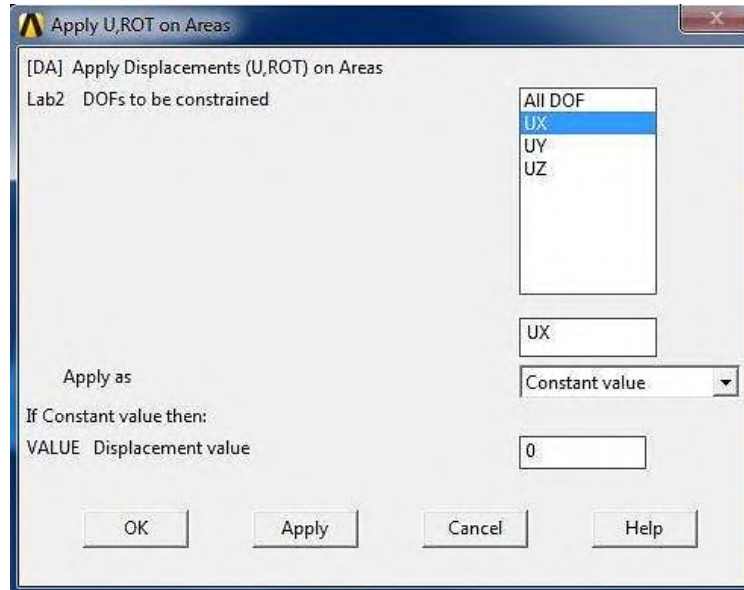 Apply U,ROT on Areas
[DA] Apply Displacements (U,ROT) on Areas
Lab2 DOFs to be constrained
All DOF
UX
UY
UZ
UX
Apply as
Constant value
If Constant value then:
VALUE Displacement value
0
OK
Apply
Cancel
Help